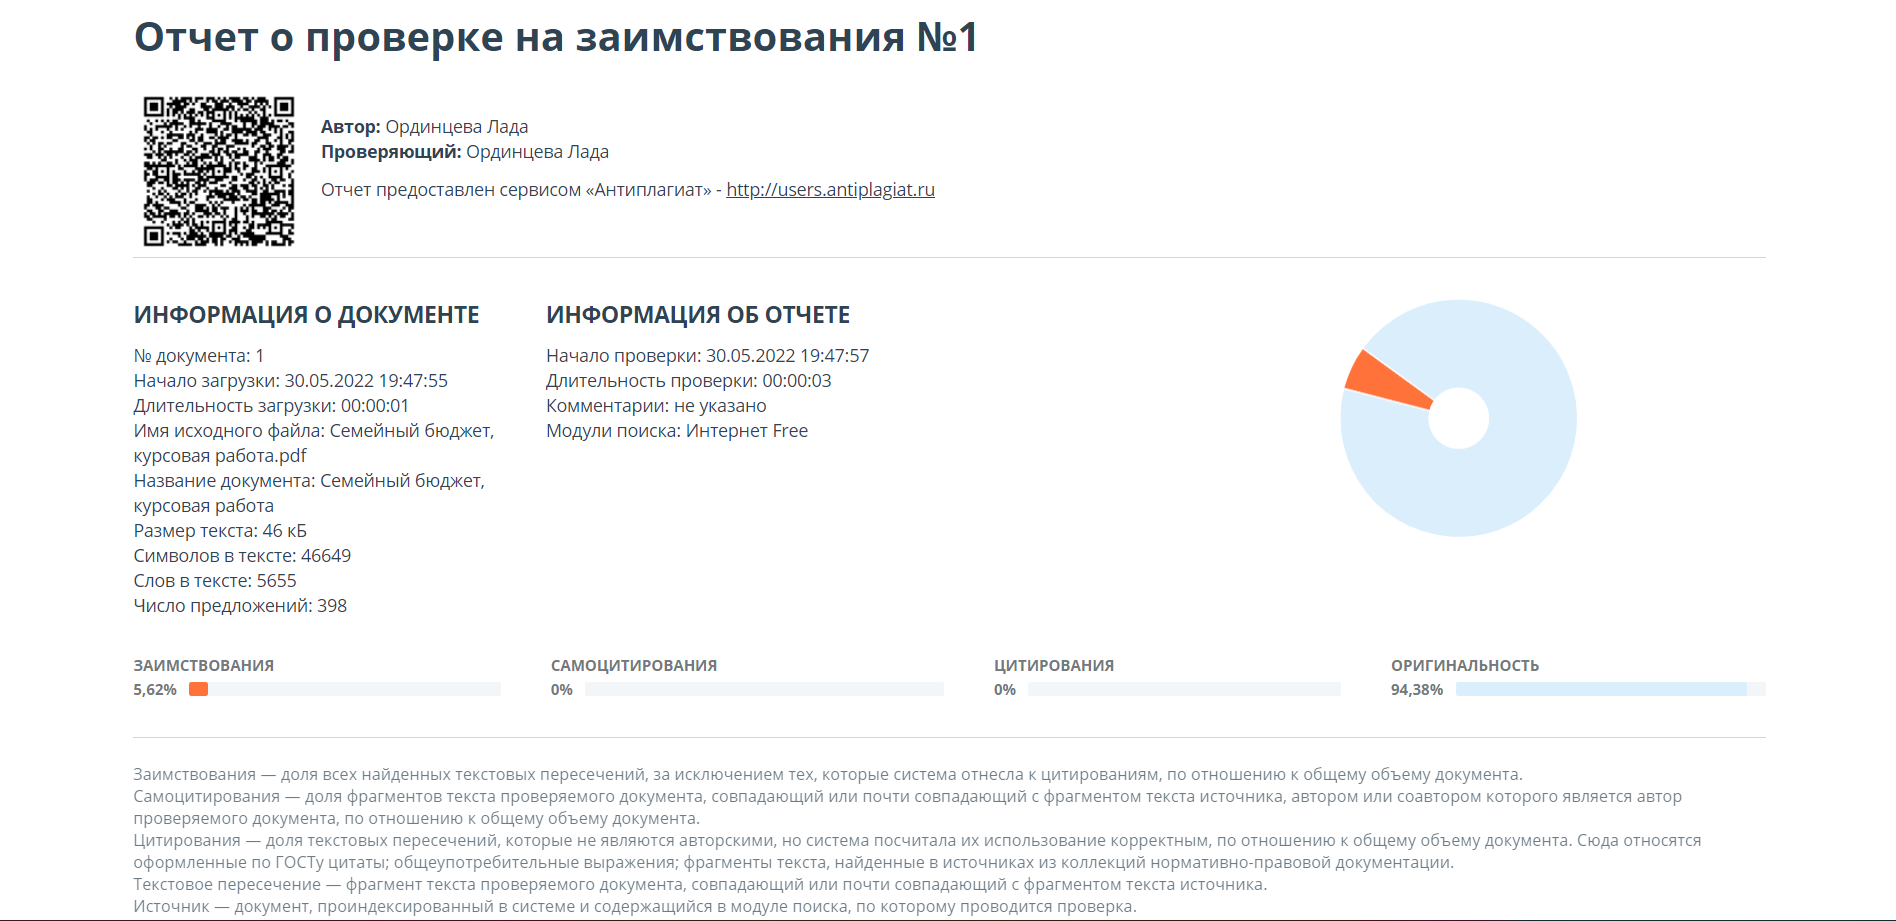 Отчет о проверке на заимствования №1
Автор: Ординцева Лада
Проверяющий: Ординцева Лада
Отчет предоставлен сервисом «Антиплагиат» - http://users.antiplagiat.ru
ИНФОРМАЦИЯ О ДОКУМЕНТЕ
№ документа: 1
Начало загрузки: 30.05.2022 19:47:55
Длительность загрузки: 00:00:01
Имя исходного файла: Семейный бюджет,
курсовая работа.pdf
Название документа: Семейный бюджет,
курсовая работа
Размер текста: 46 кБ
Символов в тексте: 46649
Слов в тексте: 5655
Число предложений: 398
ИНФОРМАЦИЯ ОБ ОТЧЕТЕ
Начало проверки: 30.05.2022 19:47:57
Длительность проверки: 00:00:03
Комментарии: не указано
Модули поиска: Интернет Free
ЗАИМСТВОВАНИЯ
5,62%
САМОЦИТИРОВАНИЯ
0%
ЦИТИРОВАНИЯ
0%
ОРИГИНАЛЬНОСТЬ
94,38%
Заимствования — доля всех найденных текстовых пересечений, за исключением тех, которые система отнесла к цитированиям, по отношению к общему объему документа.
Самоцитирования — доля фрагментов текста проверяемого документа, совпадающий или почти совпадающий с фрагментом текста источника, автором или соавтором которого является автор
проверяемого документа, по отношению к общему объему документа.
Цитирования — доля текстовых пересечений, которые не являются авторскими, но система посчитала их использование корректным, по отношению к общему объему документа. Сюда относятся
оформленные по ГОСТу цитаты; общеупотребительные выражения; фрагменты текста, найденные в источниках из коллекций нормативно-правовой документации.
Текстовое пересечение — фрагмент текста проверяемого документа, совпадающий или почти совпадающий с фрагментом текста источника.
Источник — документ, проиндексированный в системе и содержащийся в модуле поиска, по которому проводится проверка.